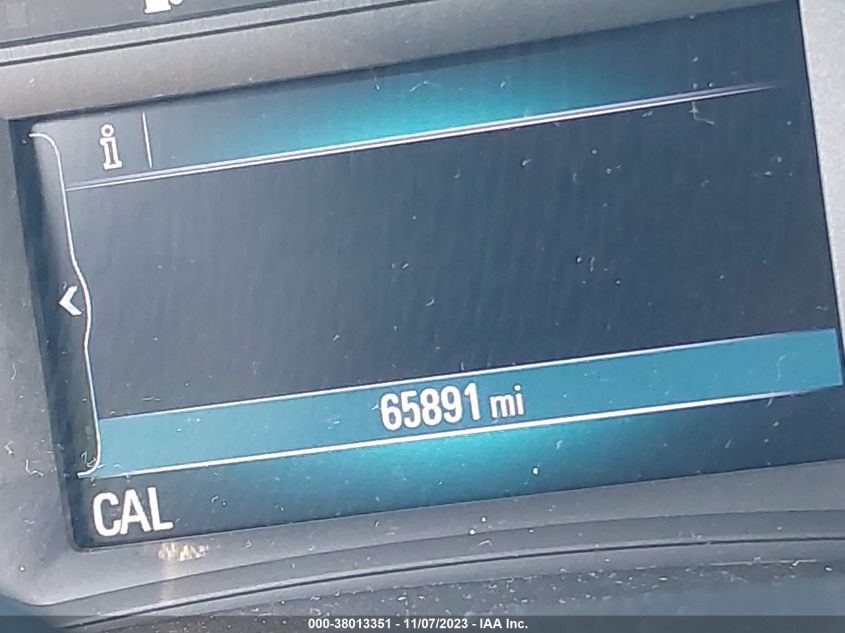 i
65891 mi
CAL
000-38013351 - 11/07/2023 - IAA Inc.